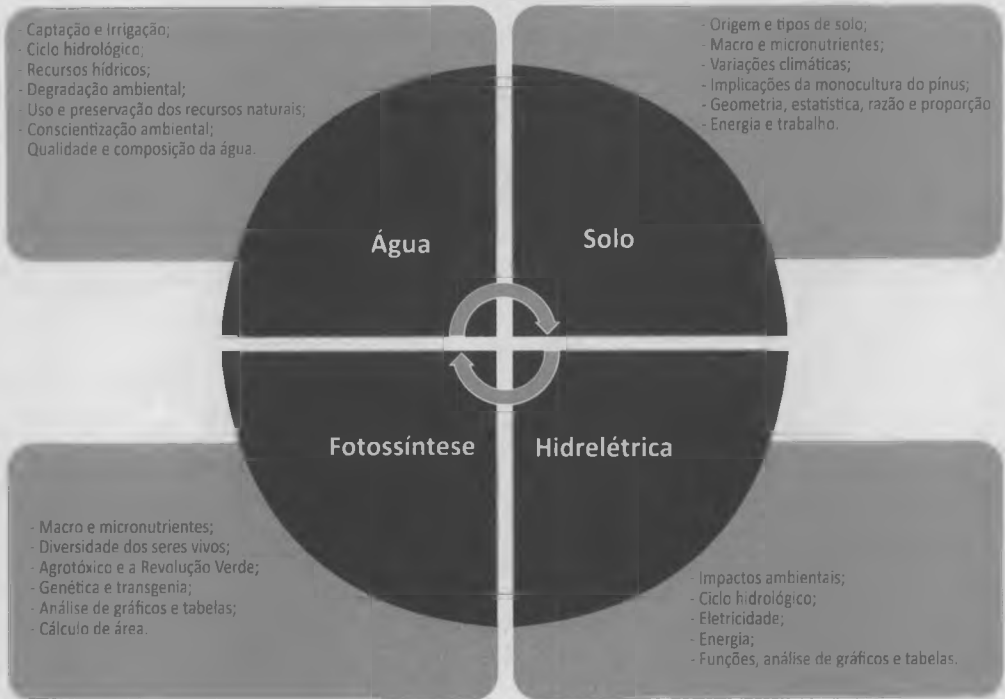 - Captação e Irrigação;
- Ciclo hidrológico;
- Recursos hídricos;
- Degradação ambiental;
- Uso e preservação dos recursos naturais;
- Conscientização ambiental;
Qualidade e composição da água.
- Origem e tipos de solo;
- Macro e micronutrientes;
- Variações climáticas;
- Implicações da monocultura do pínus;
- Geometria, estatística, razão e proporção
- Energia e trabalho.
Água
Solo
Fotossíntese
Hidrelétrica
- Macro e micronutrientes;
- Diversidade dos seres vivos;
- Agrotóxico e a Revolução Verde;
- Genética e transgenia;
- Análise de gráficos e tabelas;
- Cálculo de área.
- Impactos ambientais;
- Ciclo hidrológico;
- Eletricidade;
- Energia;
- Funções, análise de gráficos e tabelas.